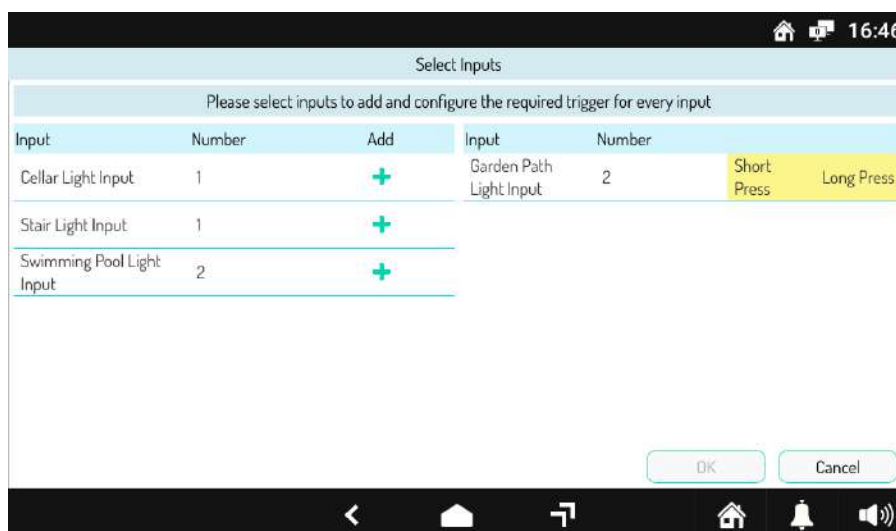 16:46
Select Inputs
Please select inputs to add and configure the required trigger for every input
Input Number Add Input Number
Cellar Light Input 1 Garden Path Light Input 2 Short Press Long Press
Stair Light Input 1
Swimming Pool Light Input 2
OK Cancel